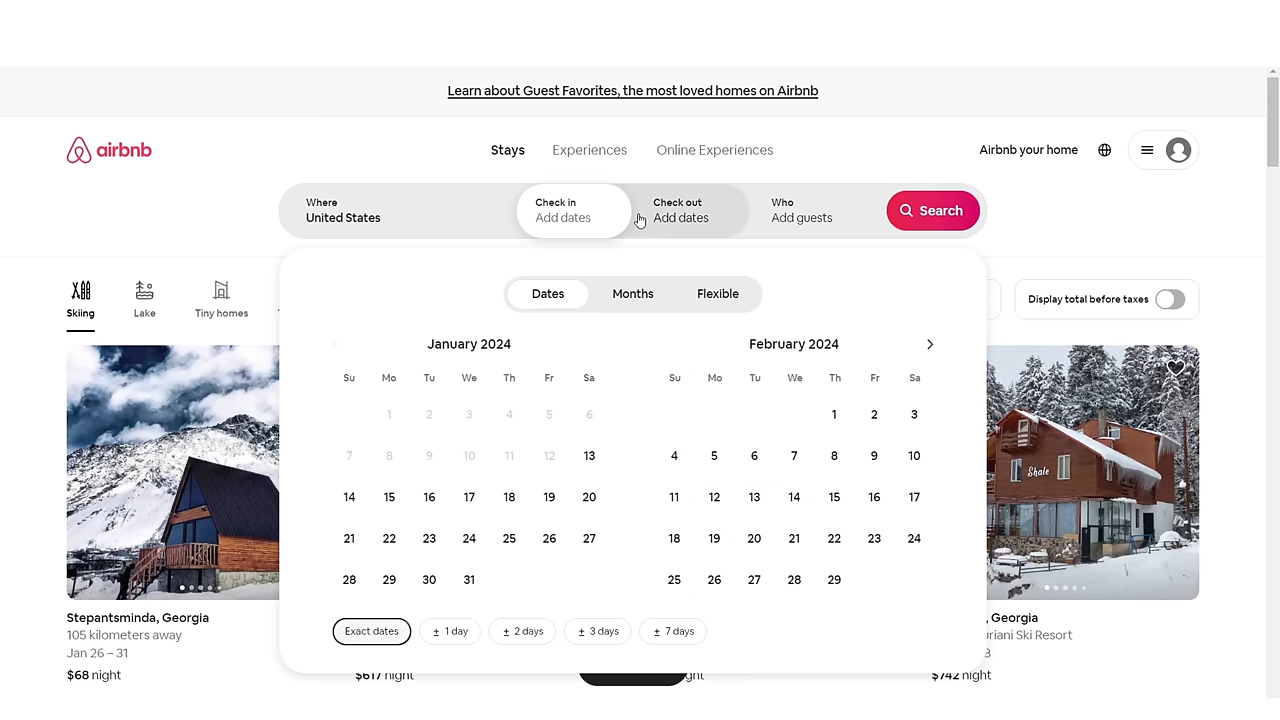 Learn about Guest Favorites, the most loved homes on Airbnb
airbnb
Stays Experiences Online Experiences
Airbnb your home
Where
United States
Check in
Add dates
Check out
Add dates
Who
Add guests
Search
Skiing Lake Tiny homes
Display total before taxes
Dates Months Flexible
January 2024
Su Mo Tu We Th Fr Sa
1 2 3 4 5 6
7 8 9 10 11 12 13
14 15 16 17 18 19 20
21 22 23 24 25 26 27
28 29 30 31
February 2024
Su Mo Tu We Th Fr Sa
1 2 3
4 5 6 7 8 9 10
11 12 13 14 15 16 17
18 19 20 21 22 23 24
25 26 27 28 29
Exact dates ± 1 day ± 2 days ± 3 days ± 7 days
Shale
Stepantsminda, Georgia
105 kilometers away
Jan 26 – 31
$68 night
$617 night
, Georgia
Ski Resort
$742 night